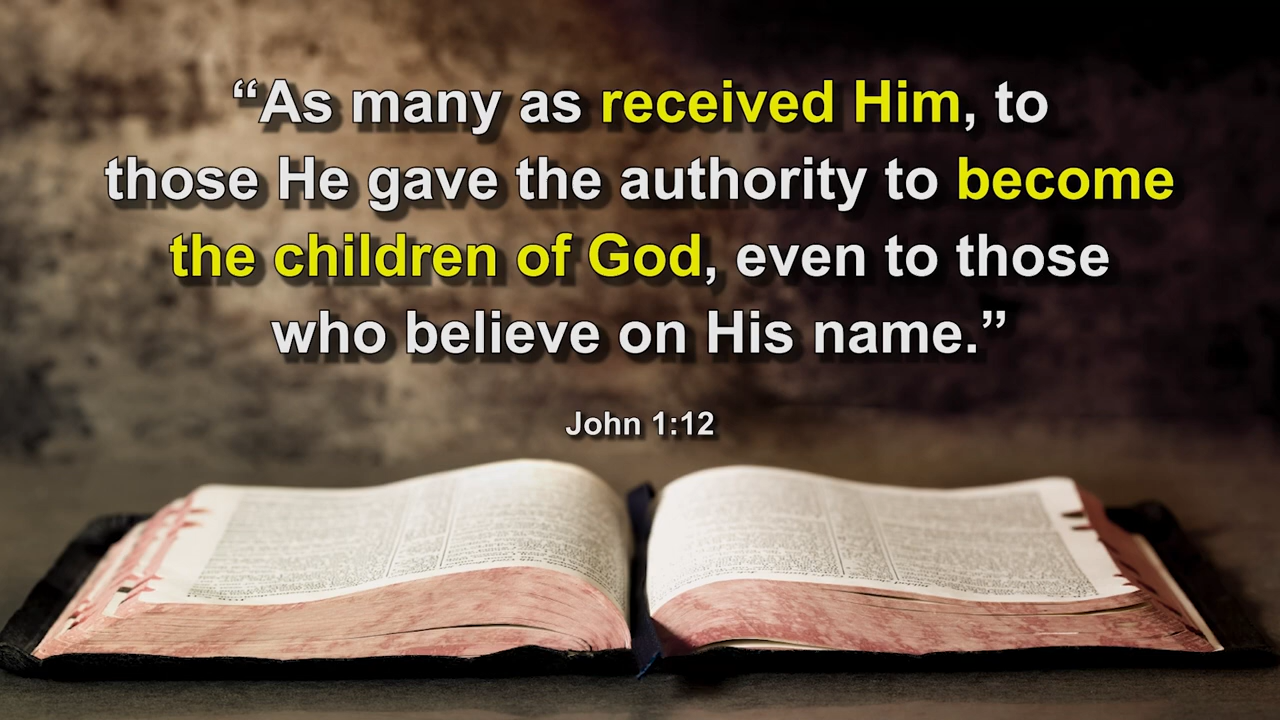 “As many as received Him, to
those He gave the authority to become
the children of God, even to those
who believe on His name.”
John 1:12